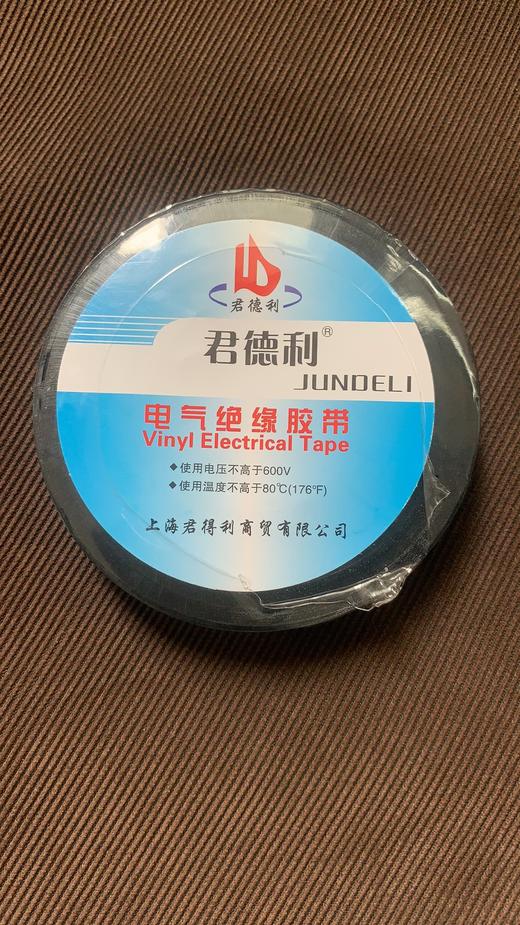 君德利
君德利®
JUNDELI
电气绝缘胶带
Vinyl Electrical Tape
◆使用电压不高于600V
◆使用温度不高于80℃(176℉)
上海君得利商贸有限公司